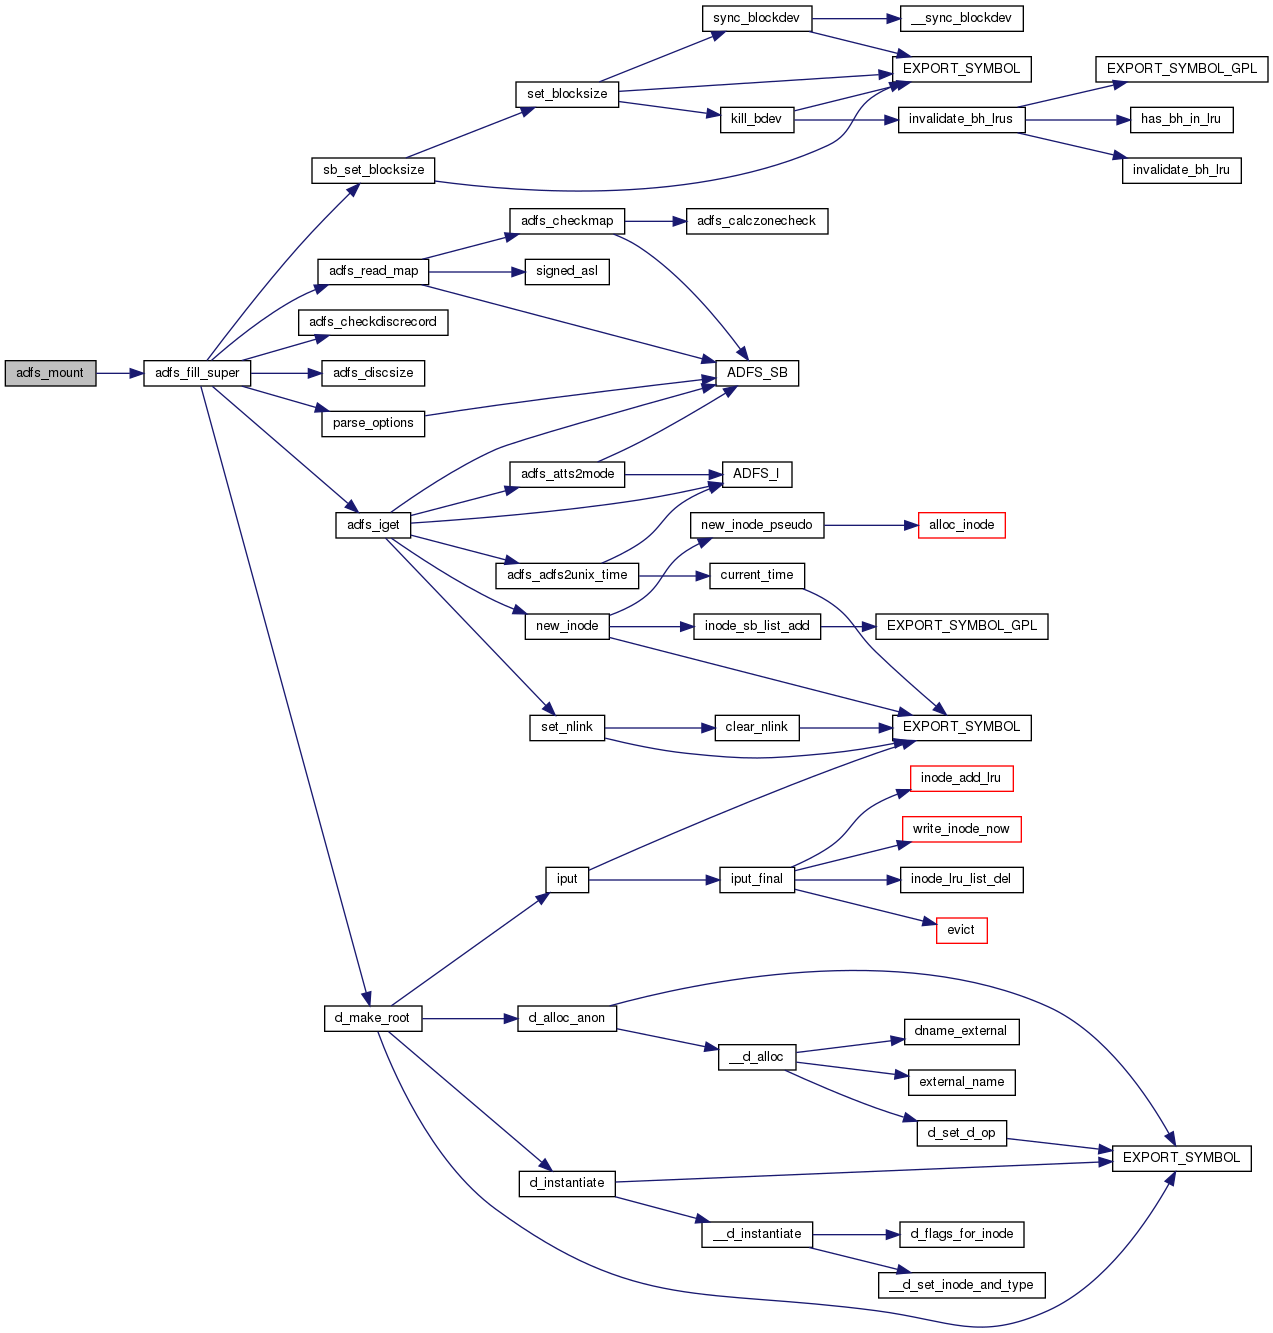 sync_blockdev
__sync_blockdev
EXPORT_SYMBOL
EXPORT_SYMBOL_GPL
set_blocksize
kill_bdev
invalidate_bh_lrus
has_bh_in_lru
sb_set_blocksize
invalidate_bh_lru
adfs_checkmap
adfs_calczonecheck
adfs_read_map
signed_asl
adfs_checkdiscrecord
adfs_mount
adfs_fill_super
adfs_discsize
ADFS_SB
parse_options
adfs_atts2mode
ADFS_I
adfs_iget
new_inode_pseudo
alloc_inode
adfs_adfs2unix_time
current_time
new_inode
inode_sb_list_add
EXPORT_SYMBOL_GPL
set_nlink
clear_nlink
EXPORT_SYMBOL
inode_add_lru
write_inode_now
iput
iput_final
inode_lru_list_del
evict
d_make_root
d_alloc_anon
dname_external
__d_alloc
external_name
d_set_d_op
EXPORT_SYMBOL
d_instantiate
__d_instantiate
d_flags_for_inode
__d_set_inode_and_type